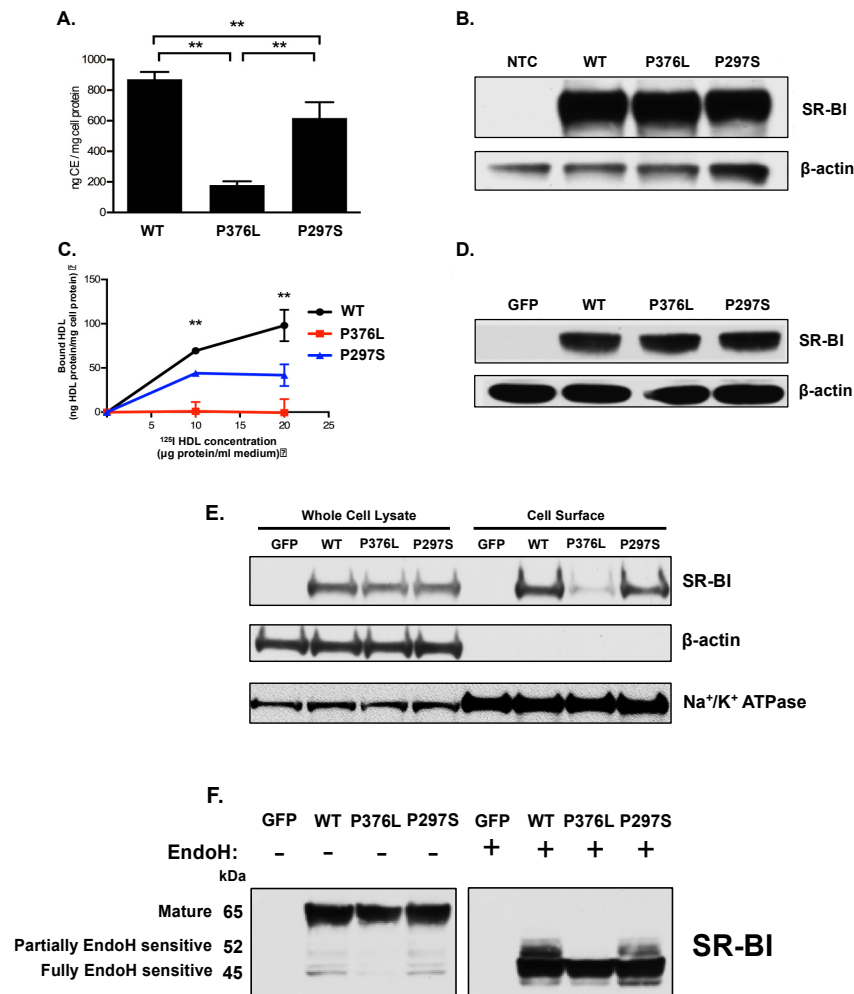 A.
**
** **
ng CE / mg cell protein
1000
800
600
400
200
0
WT P376L P297S
B.
NTC WT P376L P297S
SR-BI
β-actin
C.
Bound HDL
(ng HDL protein/mg cell protein) ⍰
150
100
50
0
** **
5 10 15 20 25
¹²⁵I HDL concentration
(µg protein/ml medium)⍰
WT
P376L
P297S
D.
GFP WT P376L P297S
SR-BI
β-actin
E.
Whole Cell Lysate Cell Surface
GFP WT P376L P297S GFP WT P376L P297S
SR-BI
β-actin
Na⁺/K⁺ ATPase
F.
GFP WT P376L P297S GFP WT P376L P297S
EndoH: - - - - + + + +
kDa
Mature 65
Partially EndoH sensitive 52
Fully EndoH sensitive 45
SR-BI